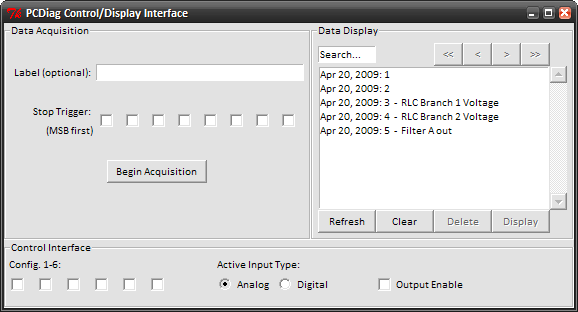 PCDiag Control/Display Interface
Data Acquisition
Label (optional):
Stop Trigger:
(MSB first)
Begin Acquisition
Data Display
Search...
<< < > >>
Apr 20, 2009: 1
Apr 20, 2009: 2
Apr 20, 2009: 3 - RLC Branch 1 Voltage
Apr 20, 2009: 4 - RLC Branch 2 Voltage
Apr 20, 2009: 5 - Filter A out
Refresh Clear Delete Display
Control Interface
Config. 1-6:
Active Input Type:
Analog Digital Output Enable